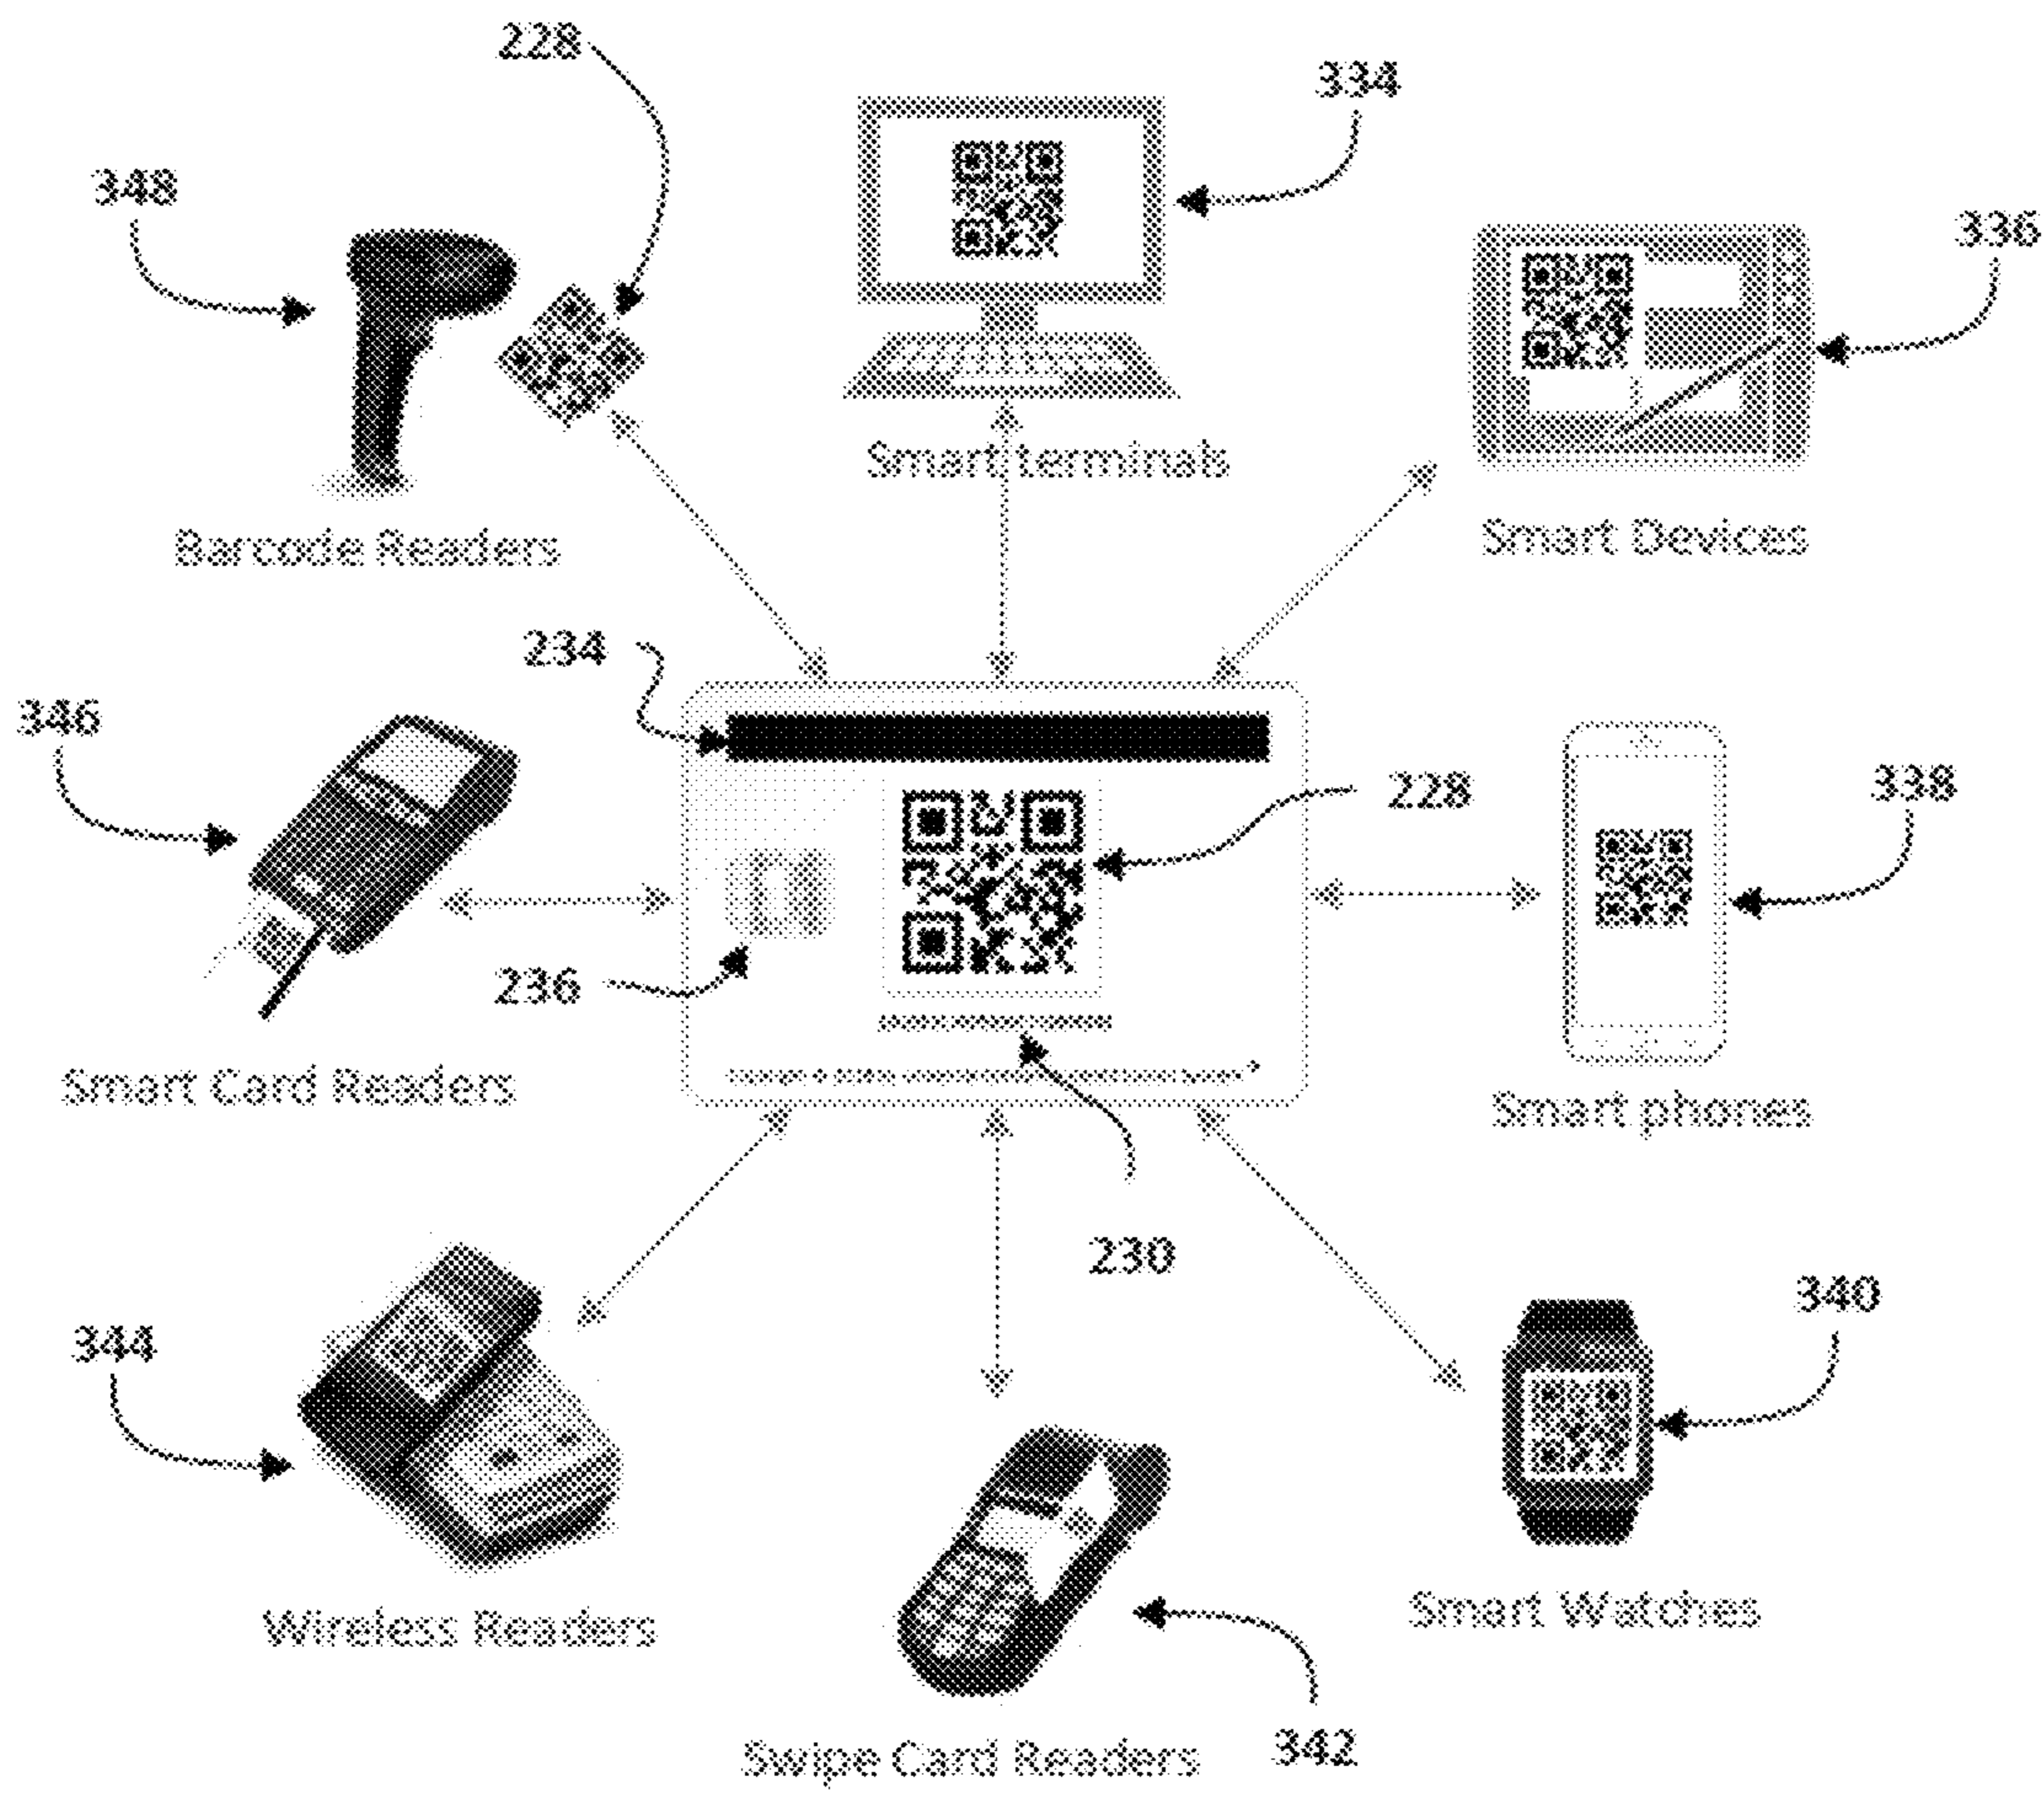 228
334
348
336
Smart terminals
Smart Devices
Barcode Readers
234
346
228
338
236
Smart Card Readers
Smart phones
230
344
340
Wireless Readers
Smart Watches
342
Swipe Card Readers